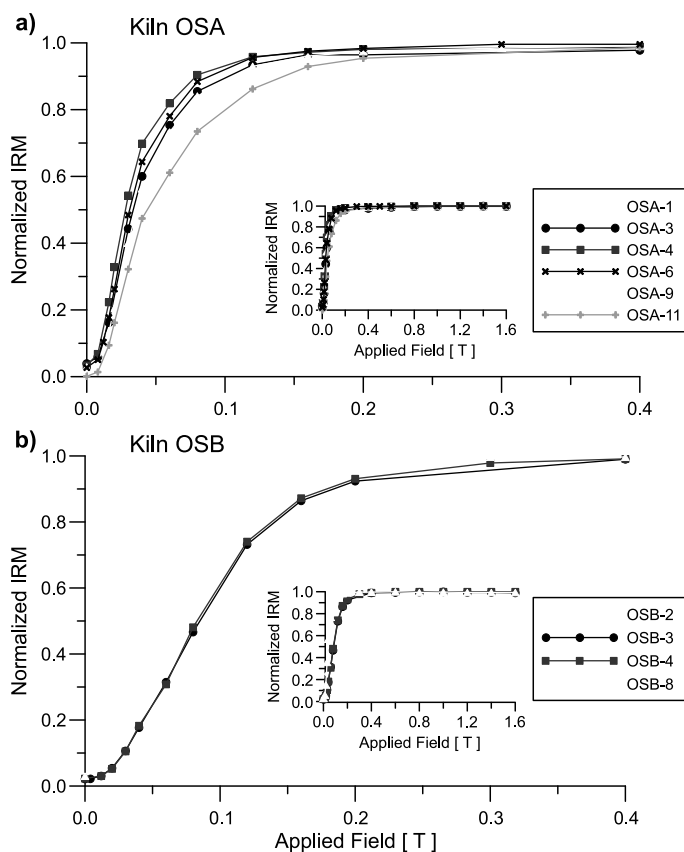 a) Kiln OSA
1.0
0.8
0.6
0.4
0.2
0.0
Normalized IRM
0.0 0.1 0.2 0.3 0.4
1.0
0.8
0.6
0.4
0.2
0.0
Normalized IRM
0.0 0.4 0.8 1.2 1.6
Applied Field [ T ]
OSA-1
OSA-3
OSA-4
OSA-6
OSA-9
OSA-11
b) Kiln OSB
1.0
0.8
0.6
0.4
0.2
0.0
Normalized IRM
0.0 0.1 0.2 0.3 0.4
Applied Field [ T ]
1.0
0.8
0.6
0.4
0.2
0.0
Normalized IRM
0.0 0.4 0.8 1.2 1.6
Applied Field [ T ]
OSB-2
OSB-3
OSB-4
OSB-8